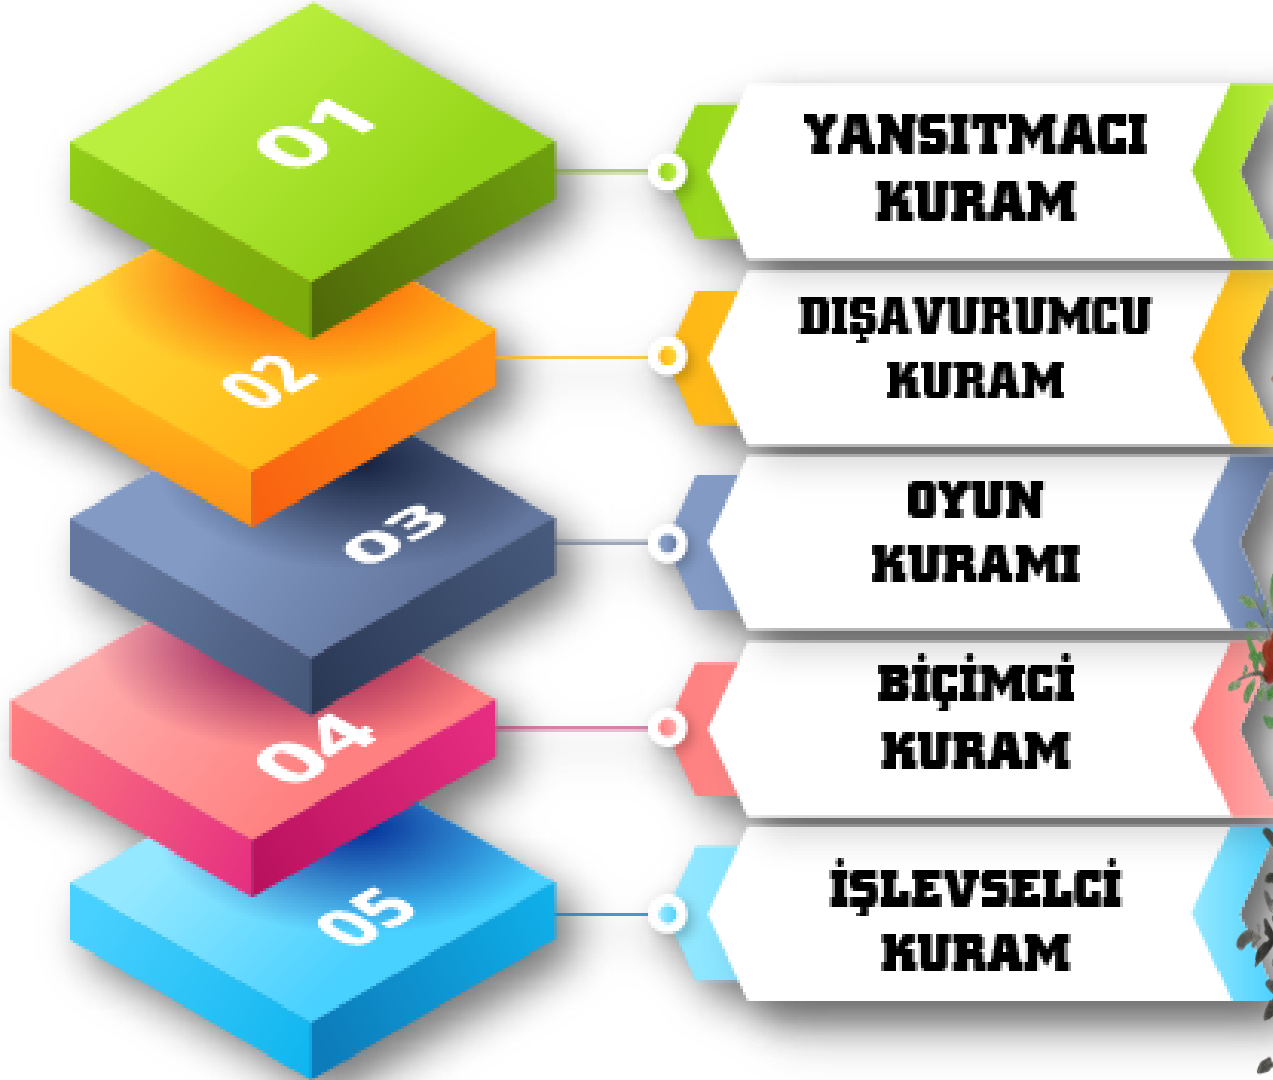 01
YANSITMACI
KURAM
02
DIŞAVURUMCU
KURAM
03
OYUN
KURAMI
04
BİÇİMCİ
KURAM
05
İŞLEVSELCİ
KURAM